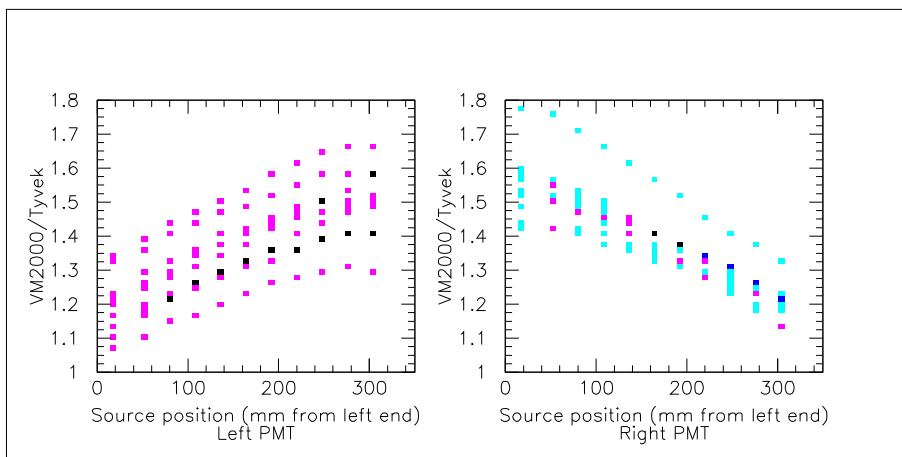 VM2000/Tyvek
1.8
1.7
1.6
1.5
1.4
1.3
1.2
1.1
1
0 100 200 300
Source position (mm from left end)
Left PMT
VM2000/Tyvek
1.8
1.7
1.6
1.5
1.4
1.3
1.2
1.1
1
0 100 200 300
Source position (mm from left end)
Right PMT